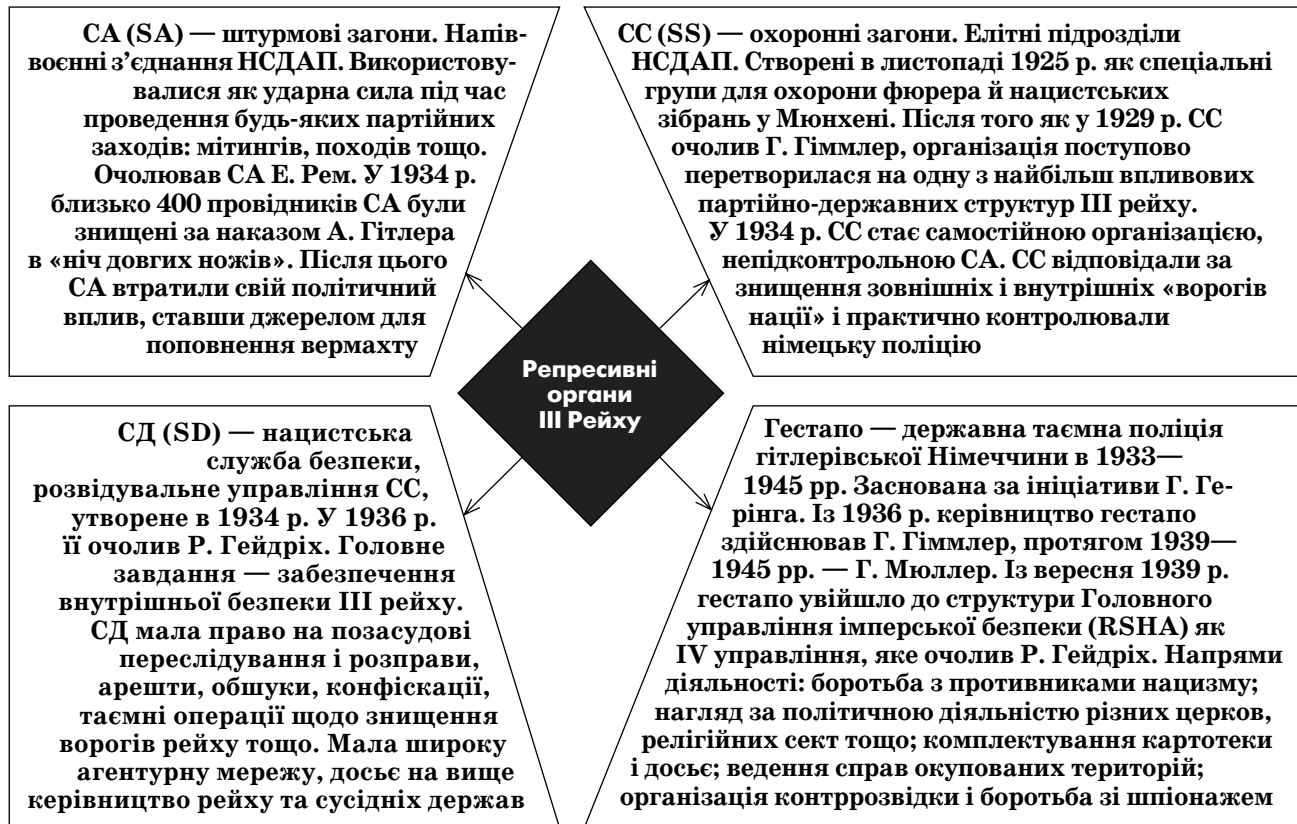 СА (SA) — штурмові загони. Напів-
воєнні з’єднання НСДАП. Використову-
валися як ударна сила під час
проведення будь-яких партійних
заходів: мітингів, походів тощо.
Очолював СА Е. Рем. У 1934 р.
близько 400 провідників СА були
знищені за наказом А. Гітлера
в «ніч довгих ножів». Після цього
СА втратили свій політичний
вплив, ставши джерелом для
поповнення вермахту
СС (SS) — охоронні загони. Елітні підрозділи
НСДАП. Створені в листопаді 1925 р. як спеціальні
групи для охорони фюрера й нацистських
зібрань у Мюнхені. Після того як у 1929 р. СС
очолив Г. Гіммлер, організація поступово
перетворилася на одну з найбільш впливових
партійно-державних структур ІІІ рейху.
У 1934 р. СС стає самостійною організацією,
непідконтрольною СА. СС відповідали за
знищення зовнішніх і внутрішніх «ворогів
нації» і практично контролювали
німецьку поліцію
Репресивні
органи
ІІІ Рейху
СД (SD) — нацистська
служба безпеки,
розвідувальне управління СС,
утворене в 1934 р. У 1936 р.
її очолив Р. Гейдріх. Головне
завдання — забезпечення
внутрішньої безпеки ІІІ рейху.
СД мала право на позасудові
переслідування і розправи,
арешти, обшуки, конфіскації,
таємні операції щодо знищення
ворогів рейху тощо. Мала широку
агентурну мережу, досьє на вище
керівництво рейху та сусідніх держав
Гестапо — державна таємна поліція
гітлерівської Німеччини в 1933—
1945 рр. Заснована за ініціативи Г. Ге-
рінга. Із 1936 р. керівництво гестапо
здійснював Г. Гіммлер, протягом 1939—
1945 рр. — Г. Мюллер. Із вересня 1939 р.
гестапо увійшло до структури Головного
управління імперської безпеки (RSHA) як
IV управління, яке очолив Р. Гейдріх. Напрями
діяльності: боротьба з противниками нацизму;
нагляд за політичною діяльністю різних церков,
релігійних сект тощо; комплектування картотеки
і досьє; ведення справ окупованих територій;
організація контррозвідки і боротьба зі шпіонажем